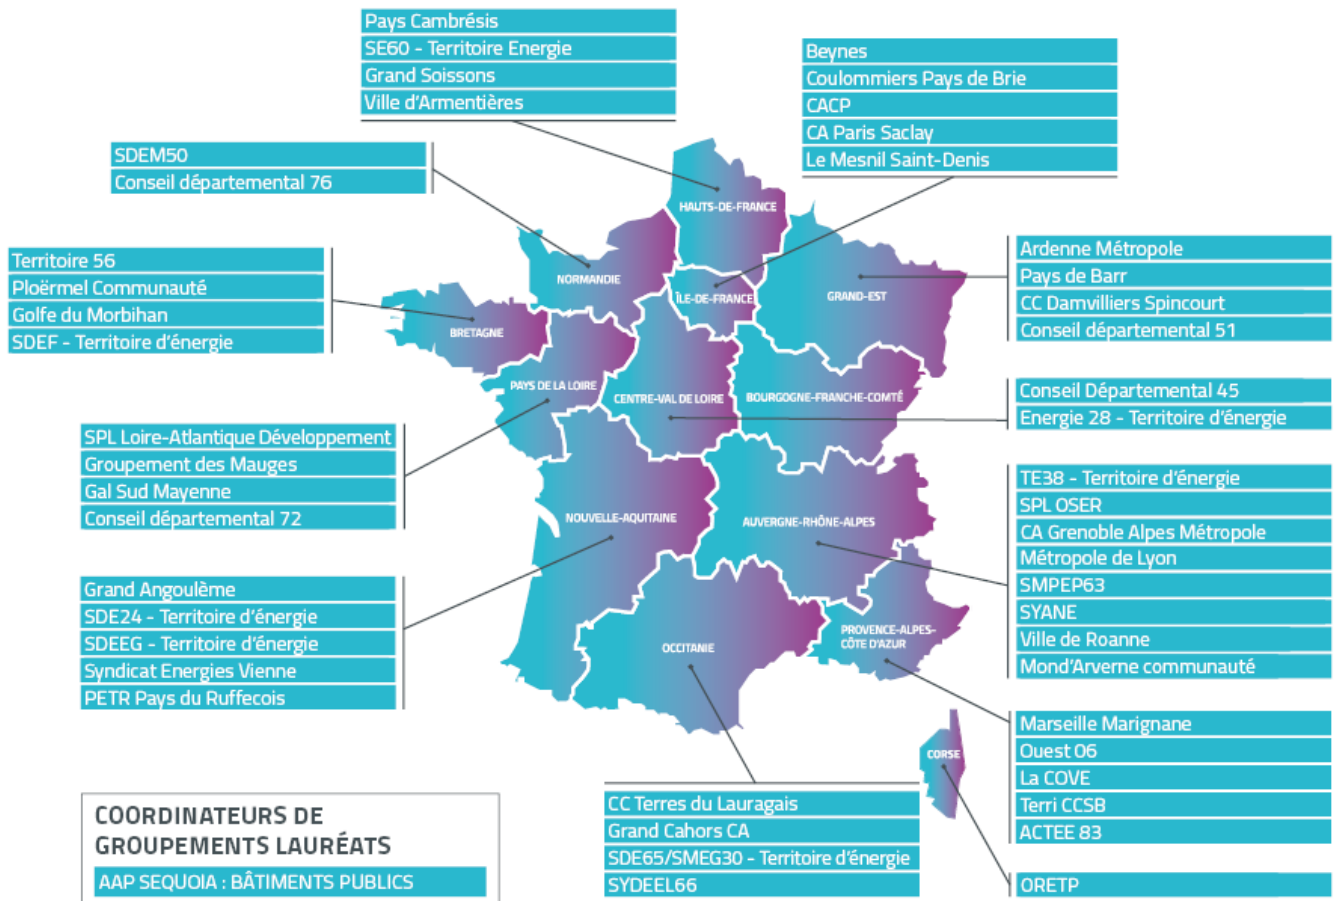 Pays Cambrésis
SE60 - Territoire Energie
Grand Soissons
Ville d'Armentières
Beynes
Coulommiers Pays de Brie
CACP
CA Paris Saclay
Le Mesnil Saint-Denis
SDEM50
Conseil départemental 76
Territoire 56
Ploërmel Communauté
Golfe du Morbihan
SDEF - Territoire d'énergie
Ardenne Métropole
Pays de Barr
CC Damvilliers Spincourt
Conseil départemental 51
HAUTS-DE-FRANCE
NORMANDIE
ÎLE-DE-FRANCE
GRAND-EST
BRETAGNE
PAYS DE LA LOIRE
CENTRE-VAL DE LOIRE
BOURGOGNE-FRANCHE-COMTÉ
NOUVELLE-AQUITAINE
AUVERGNE-RHÔNE-ALPES
OCCITANIE
PROVENCE-ALPES-
CÔTE D'AZUR
CORSE
Conseil Départemental 45
Energie 28 - Territoire d'énergie
SPL Loire-Atlantique Développement
Groupement des Mauges
Gal Sud Mayenne
Conseil départemental 72
TE38 - Territoire d'énergie
SPL OSER
CA Grenoble Alpes Métropole
Métropole de Lyon
SMPEP63
SYANE
Ville de Roanne
Mond'Arverne communauté
Grand Angoulème
SDE24 - Territoire d'énergie
SDEEG - Territoire d'énergie
Syndicat Energies Vienne
PETR Pays du Ruffecois
Marseille Marignane
Ouest 06
La COVE
Terri CCSB
ACTEE 83
CC Terres du Lauragais
Grand Cahors CA
SDE65/SMEG30 - Territoire d'énergie
SYDEEL66
ORETP
COORDINATEURS DE
GROUPEMENTS LAURÉATS
AAP SEQUOIA : BÂTIMENTS PUBLICS